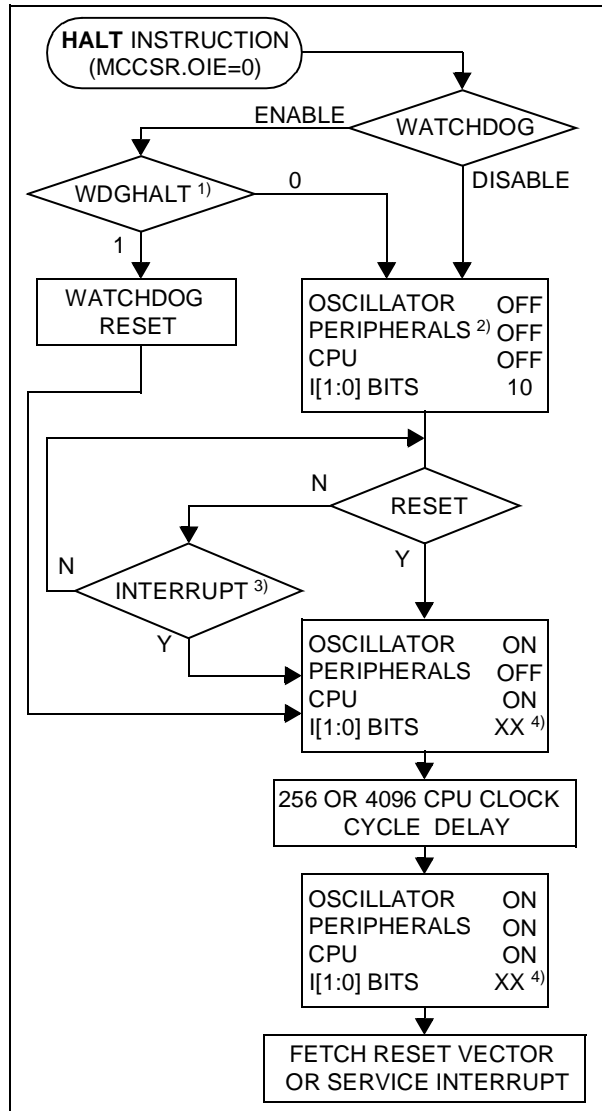 HALT INSTRUCTION
(MCCSR.OIE=0)
ENABLE
WATCHDOG
DISABLE
WDGHALT 1)
0
1
WATCHDOG
RESET
OSCILLATOR OFF
PERIPHERALS 2) OFF
CPU OFF
I[1:0] BITS 10
N
RESET
Y
N
INTERRUPT 3)
Y
OSCILLATOR ON
PERIPHERALS OFF
CPU ON
I[1:0] BITS XX 4)
256 OR 4096 CPU CLOCK
CYCLE DELAY
OSCILLATOR ON
PERIPHERALS ON
CPU ON
I[1:0] BITS XX 4)
FETCH RESET VECTOR
OR SERVICE INTERRUPT